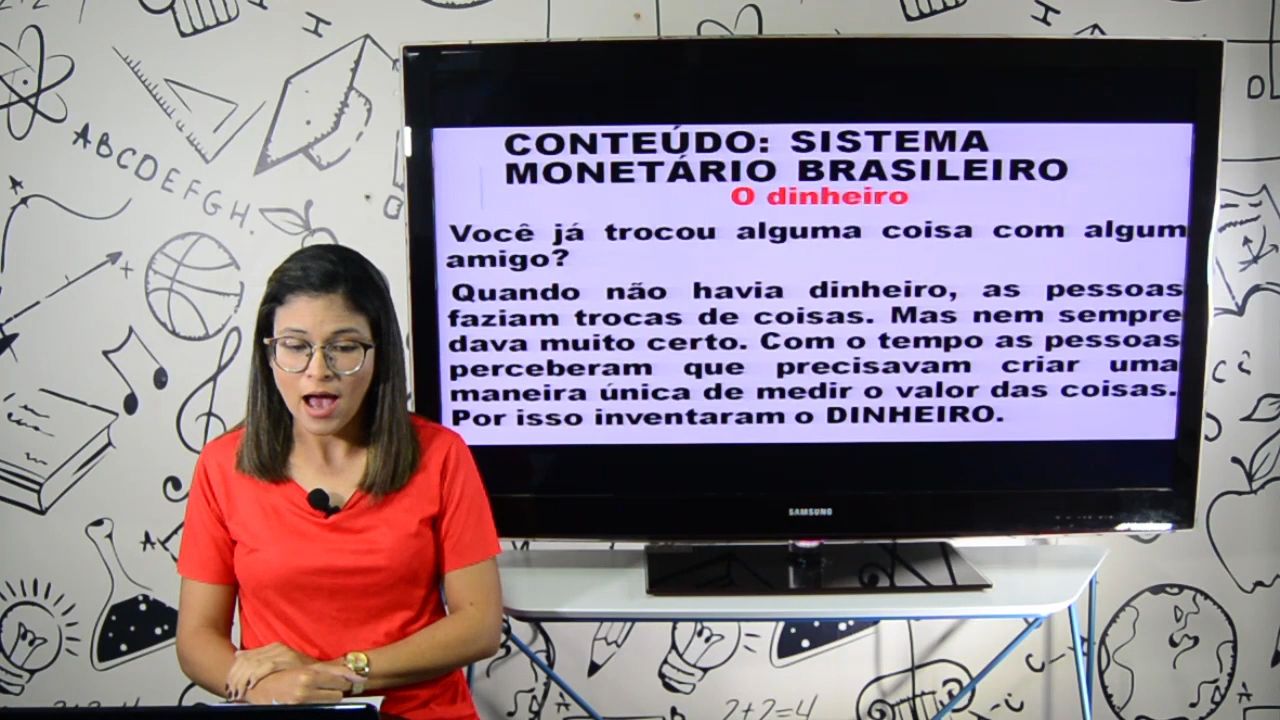 H
I
H
ABCDEFGH.
CONTEÚDO: SISTEMA
MONETÁRIO BRASILEIRO
O dinheiro
Você já trocou alguma coisa com algum
amigo?
Quando não havia dinheiro, as pessoas
faziam trocas de coisas. Mas nem sempre
dava muito certo. Com o tempo as pessoas
perceberam que precisavam criar uma
maneira única de medir o valor das coisas.
Por isso inventaram o DINHEIRO.
SAMSUNG
2+2=4